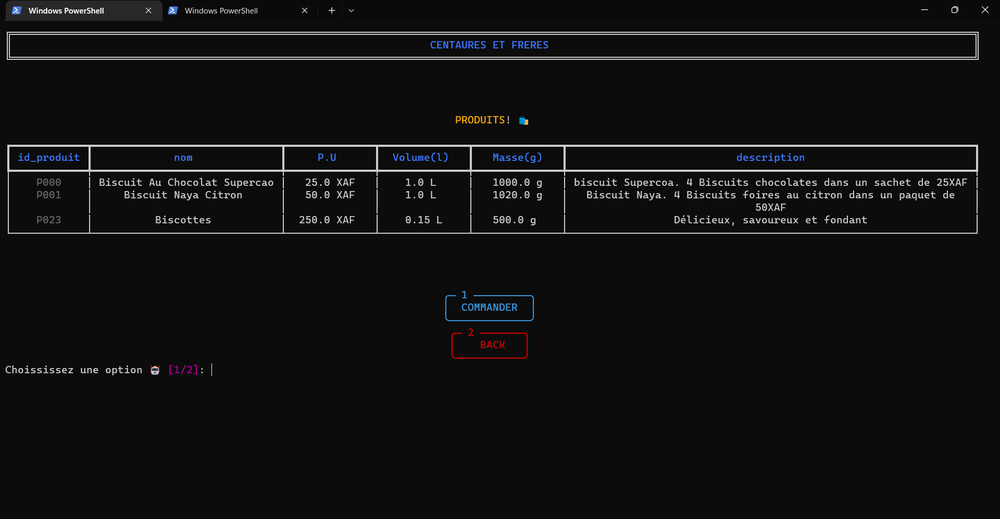 Windows PowerShell Windows PowerShell
CENTAURES ET FRERES
PRODUITS!
id_produit nom P.U Volume(l) Masse(g) description
P000 Biscuit Au Chocolat Supercao 25.0 XAF 1.0 L 1000.0 g biscuit Supercoa. 4 Biscuits chocolates dans un sachet de 25XAF
P001 Biscuit Naya Citron 50.0 XAF 1.0 L 1020.0 g Biscuit Naya. 4 Biscuits foires au citron dans un paquet de
50XAF
P023 Biscottes 250.0 XAF 0.15 L 500.0 g Délicieux, savoureux et fondant
1
COMMANDER
2
BACK
Choississez une option [1/2]: